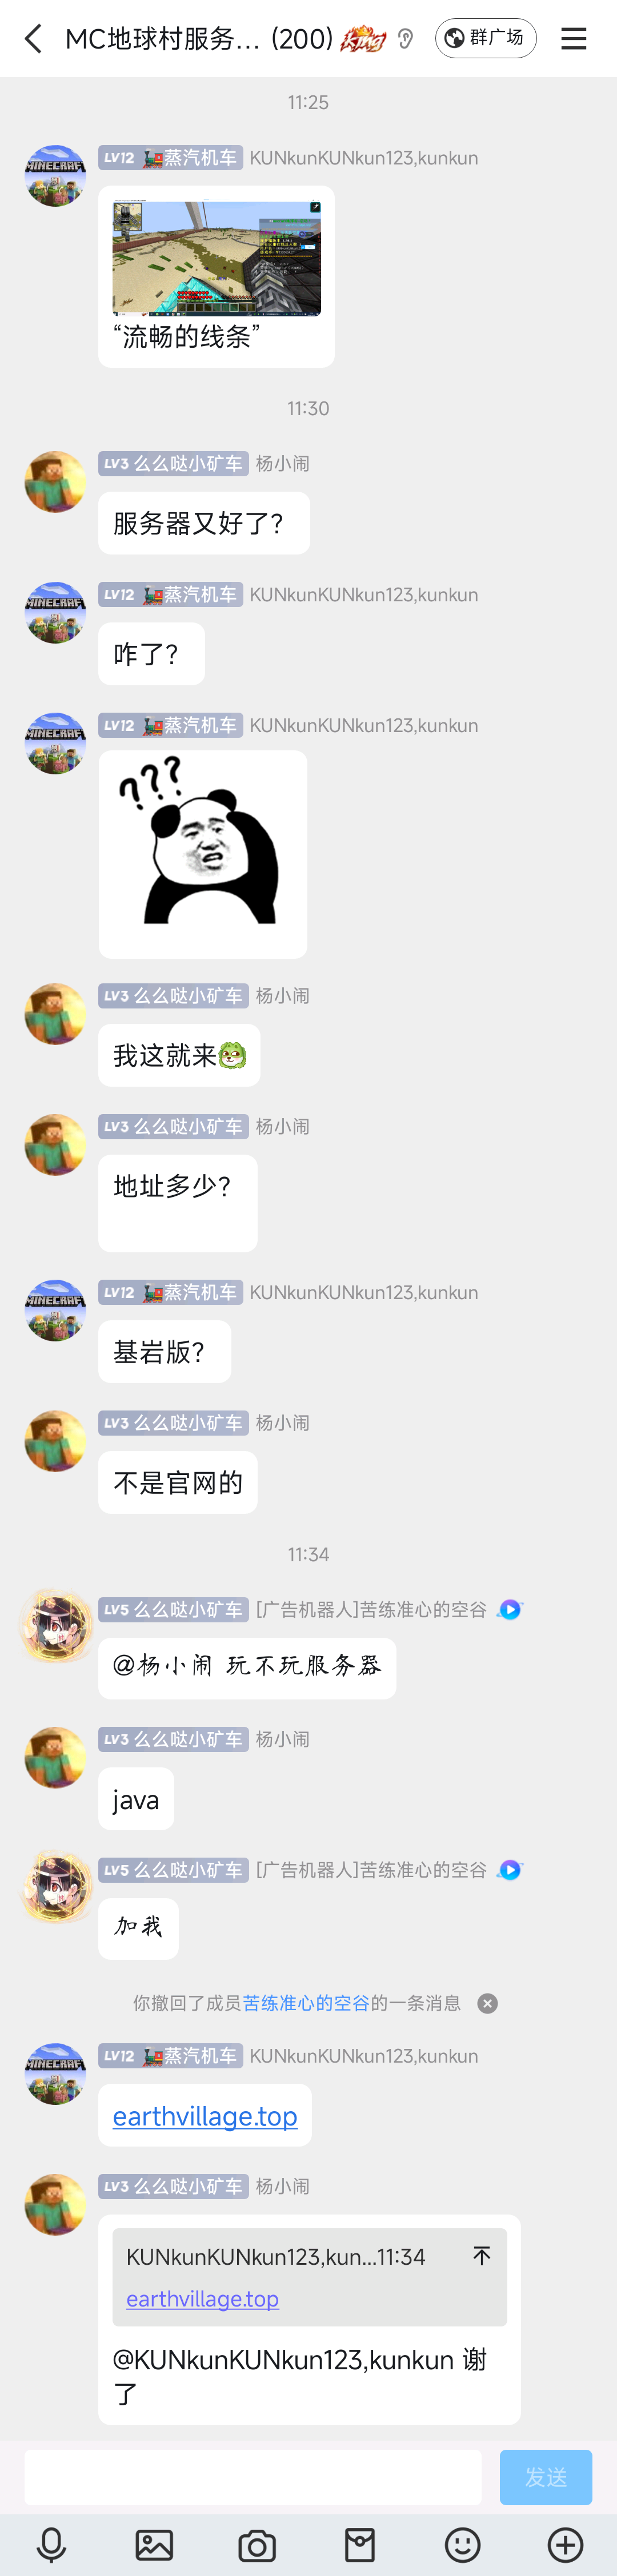 MC地球村服务... (200)
群广场
11:25
LV12 🚂蒸汽机车 KUNkunKUNkun123,kunkun
MINECRAFT
“流畅的线条”
11:30
LV3 么么哒小矿车 杨小闹
服务器又好了？
LV12 🚂蒸汽机车 KUNkunKUNkun123,kunkun
MINECRAFT
咋了？
LV12 🚂蒸汽机车 KUNkunKUNkun123,kunkun
MINECRAFT
???
LV3 么么哒小矿车 杨小闹
我这就来
LV3 么么哒小矿车 杨小闹
地址多少？
LV12 🚂蒸汽机车 KUNkunKUNkun123,kunkun
MINECRAFT
基岩版？
LV3 么么哒小矿车 杨小闹
不是官网的
11:34
LV5 么么哒小矿车 [广告机器人]苦练准心的空谷
@杨小闹 玩不玩服务器
LV3 么么哒小矿车 杨小闹
java
LV5 么么哒小矿车 [广告机器人]苦练准心的空谷
加我
你撤回了成员苦练准心的空谷的一条消息
LV12 🚂蒸汽机车 KUNkunKUNkun123,kunkun
MINECRAFT
earthvillage.top
LV3 么么哒小矿车 杨小闹
KUNkunKUNkun123,kun...11:34
earthvillage.top
@KUNkunKUNkun123,kunkun 谢
了
发送